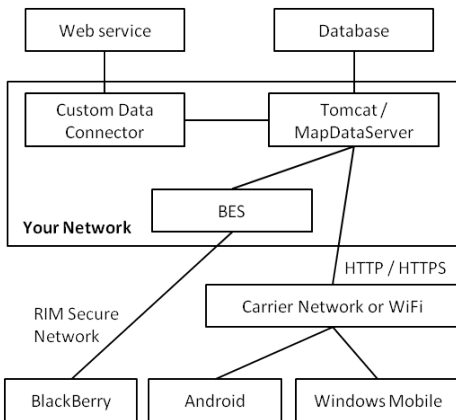 Web service
Database
Custom Data
Connector
Tomcat /
MapDataServer
BES
Your Network
HTTP / HTTPS
RIM Secure
Network
Carrier Network or WiFi
BlackBerry
Android
Windows Mobile